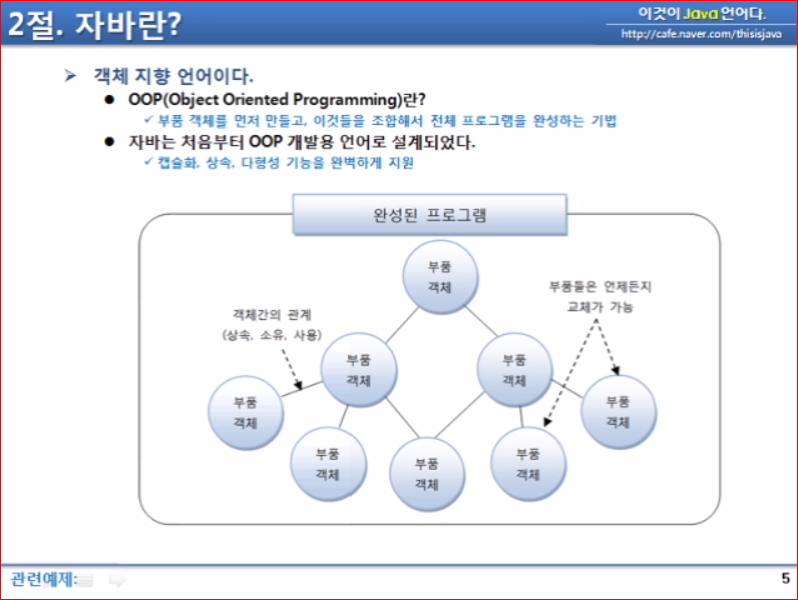 2절. 자바란?
이것이 Java 언어다.
http://cafe.naver.com/thisisjava
객체 지향 언어이다.
OOP(Object Oriented Programming)란?
부품 객체를 먼저 만들고, 이것들을 조합해서 전체 프로그램을 완성하는 기법
자바는 처음부터 OOP 개발용 언어로 설계되었다.
캡슐화, 상속, 다형성 기능을 완벽하게 지원
완성된 프로그램
부품
객체
부품들은 언제든지
교체가 가능
객체간의 관계
(상속, 소유, 사용)
부품
객체
부품
객체
부품
객체
부품
객체
부품
객체
부품
객체
부품
객체
관련예제:
5